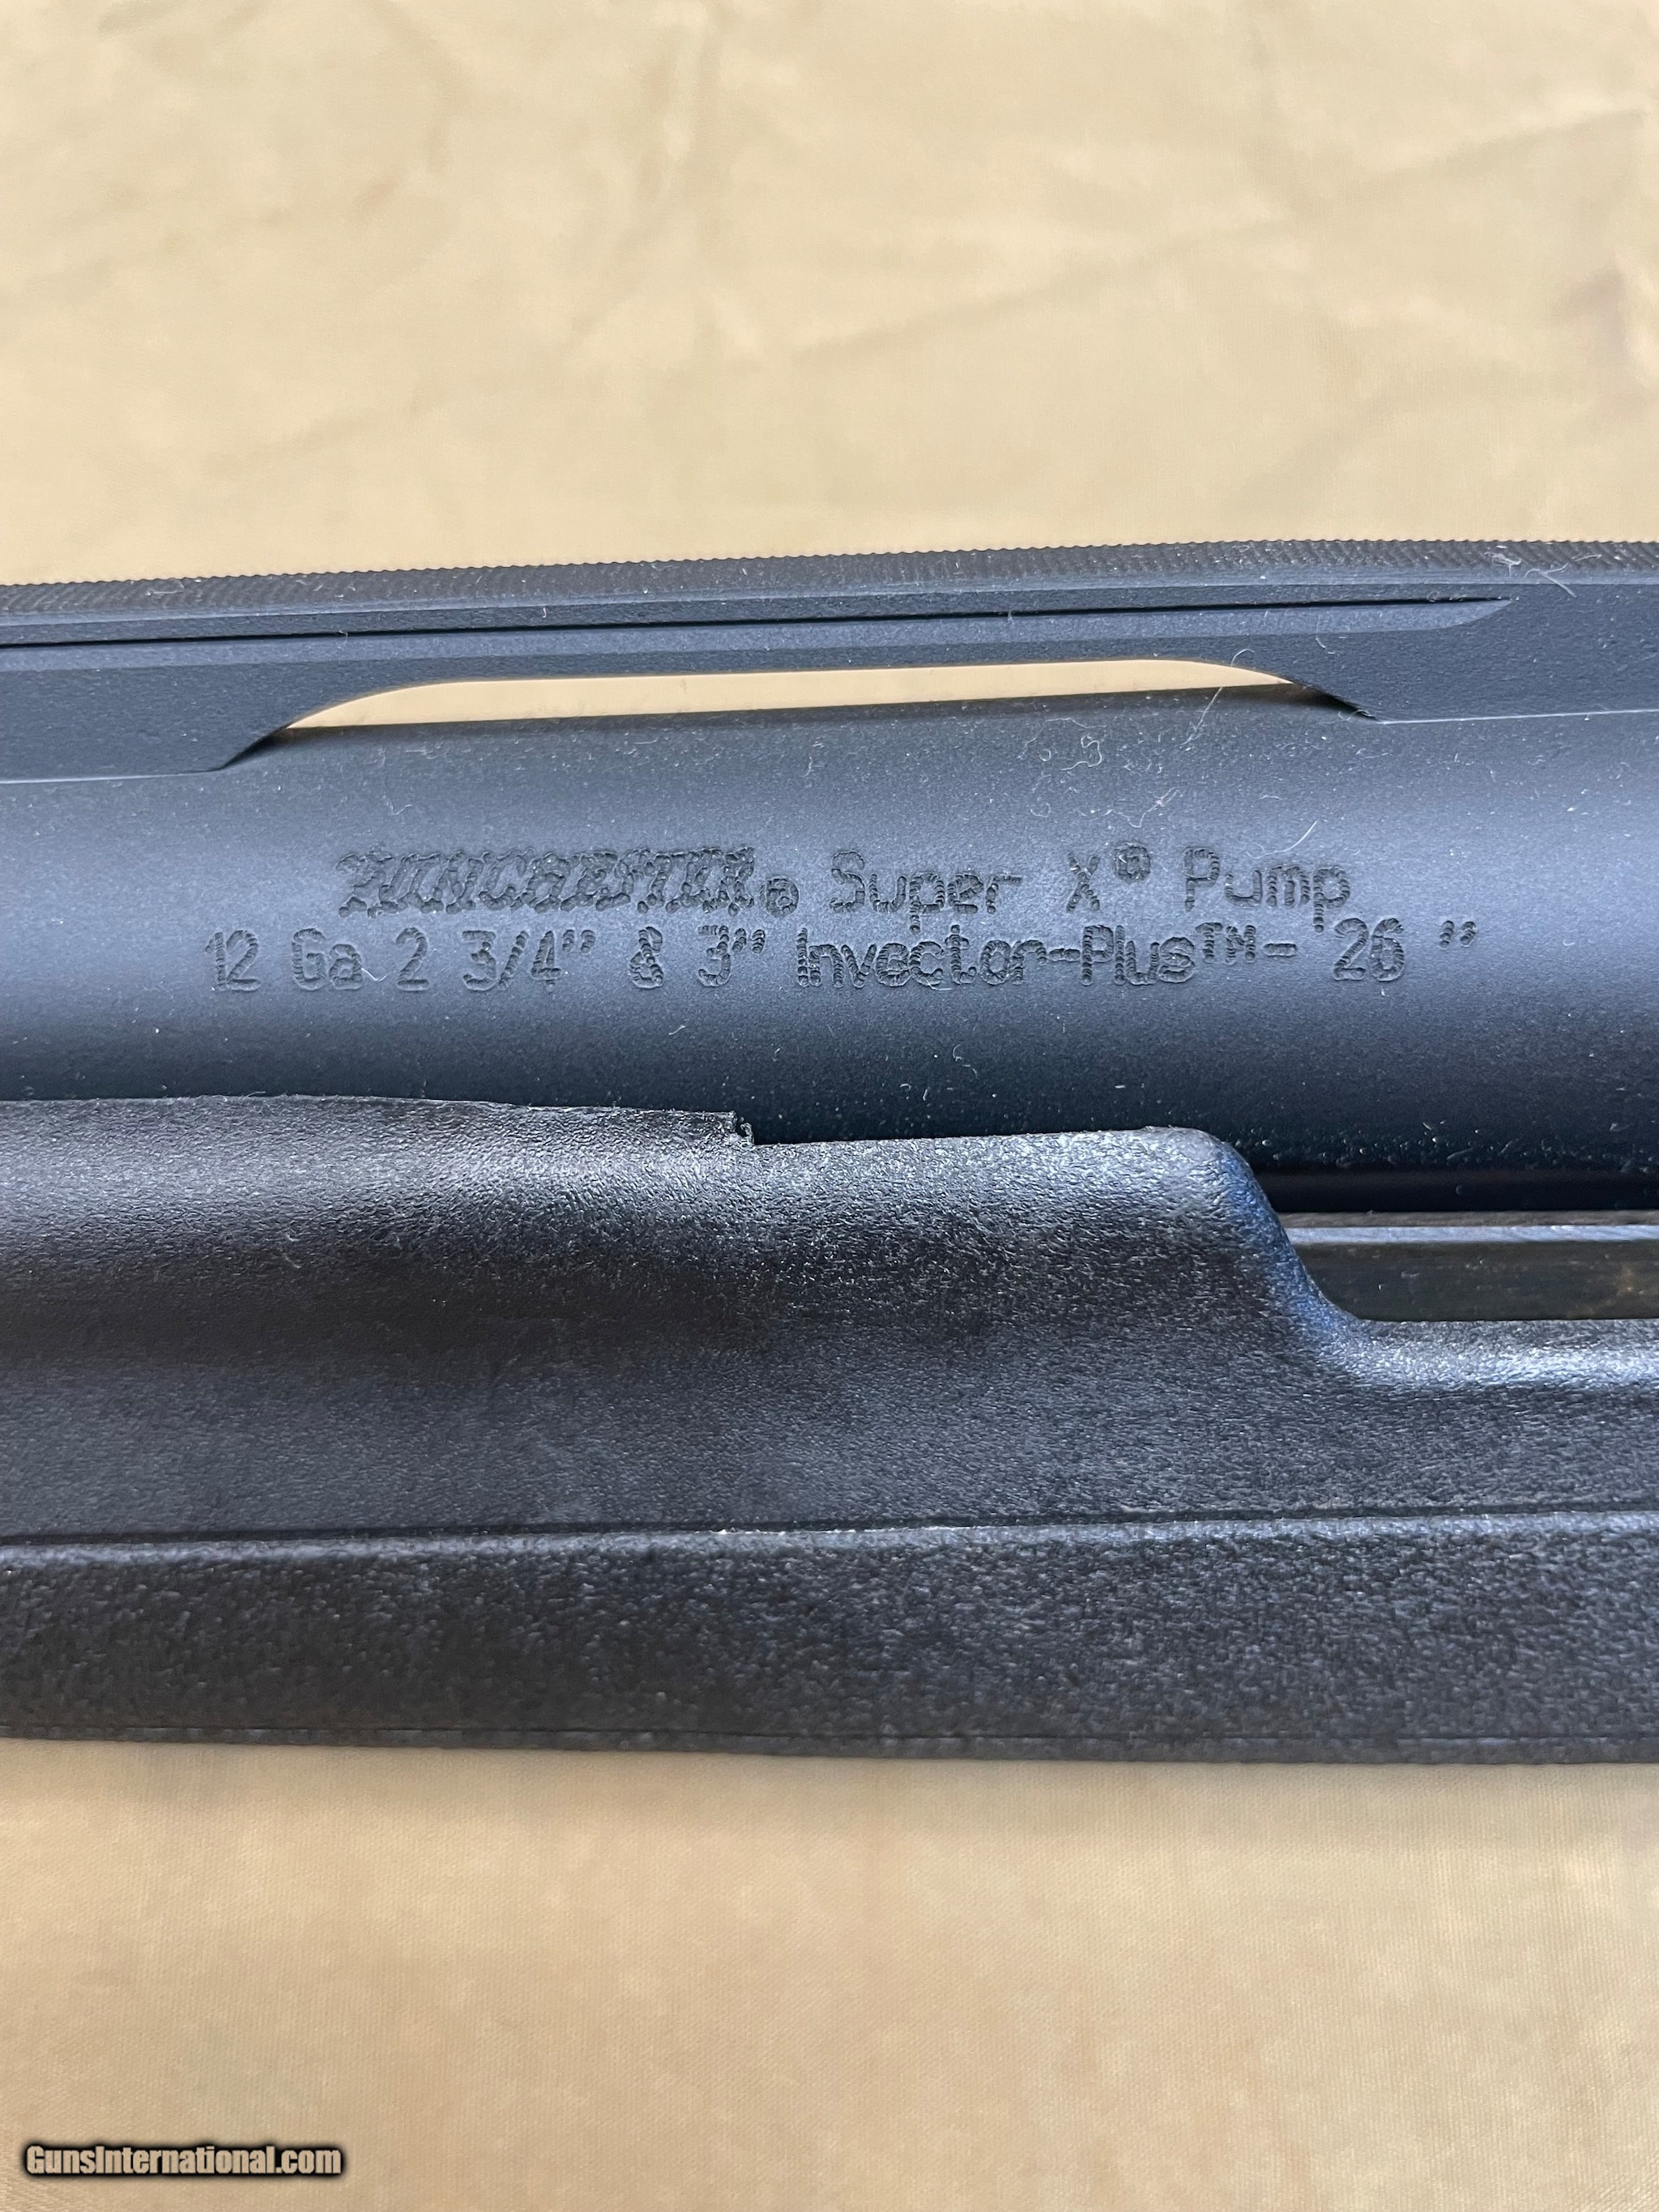 WINCHESTER® Super X® Pump
12 Ga 2 3/4" & 3" Invector-Plus™- 26 "
GunsInternational.com